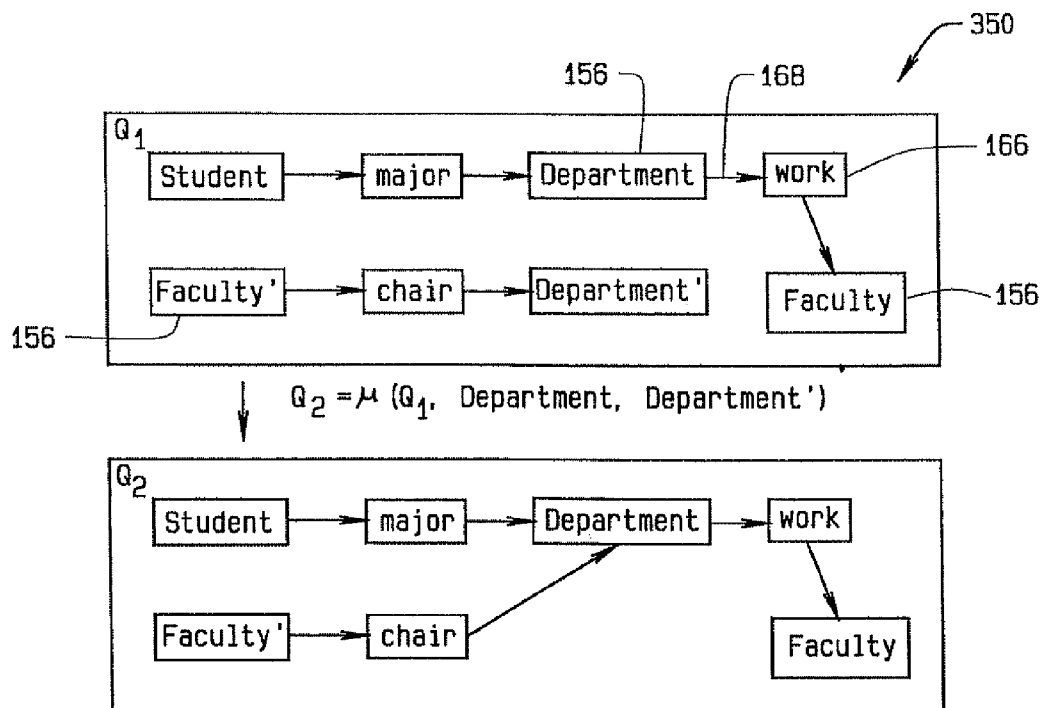 350
156 168
Q1
Student major Department work 166
Faculty' chair Department' Faculty 156
156
Q2 = μ (Q1, Department, Department')
Q2
Student major Department work
Faculty' chair Faculty